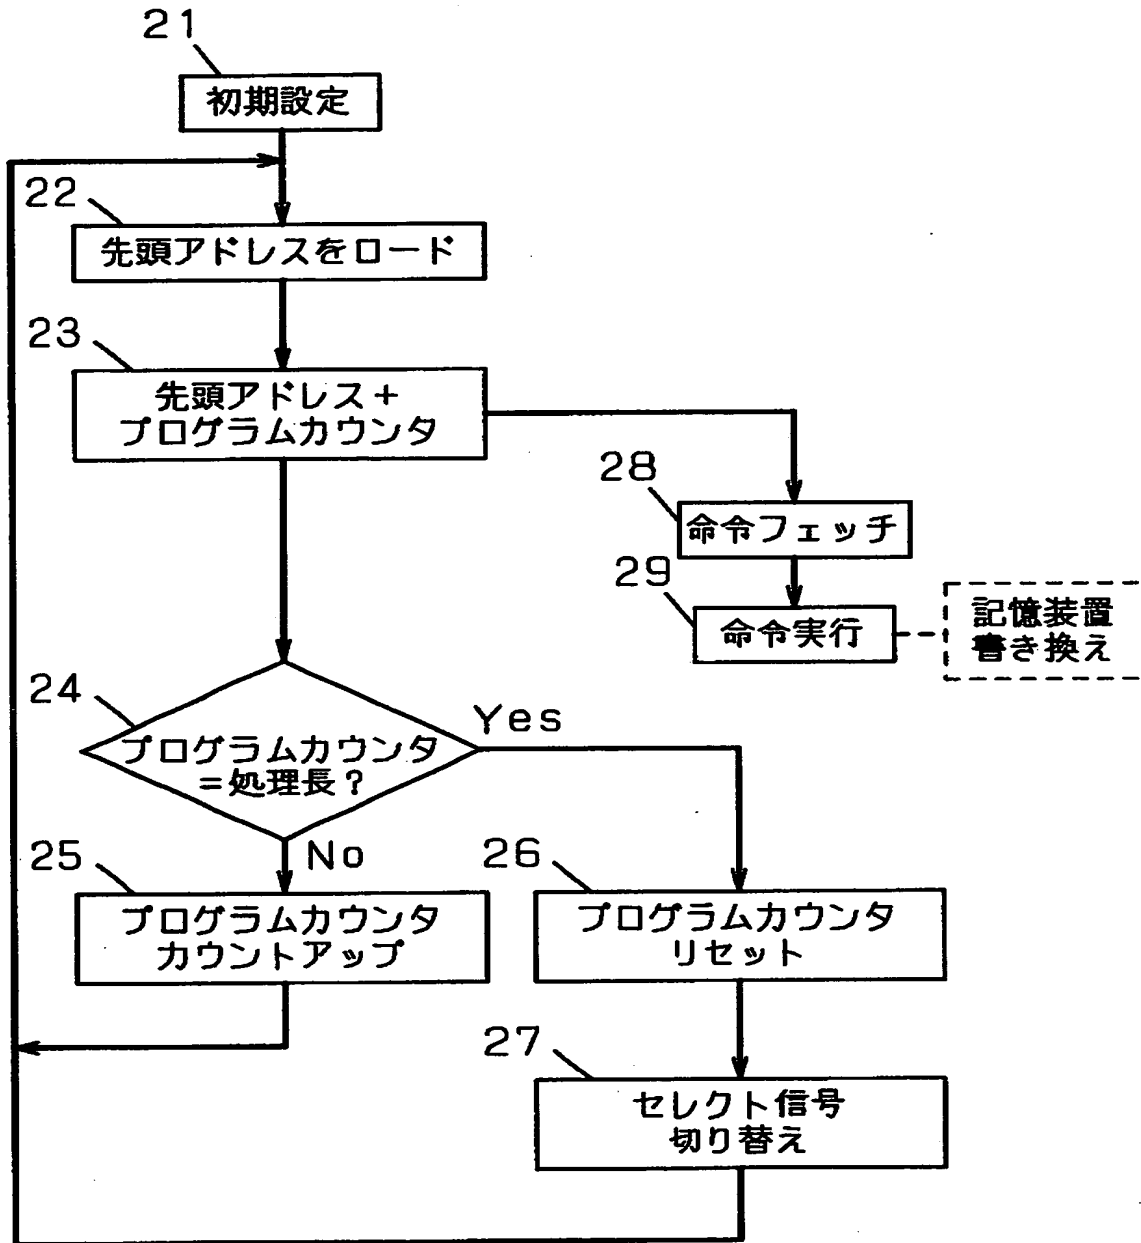 21
初期設定
22
先頭アドレスをロード
23
先頭アドレス+
プログラムカウンタ
28
命令フェッチ
29
命令実行
記憶装置
書き換え
24
プログラムカウンタ
=処理長?
Yes
No
25
プログラムカウンタ
カウントアップ
26
プログラムカウンタ
リセット
27
セレクト信号
切り替え